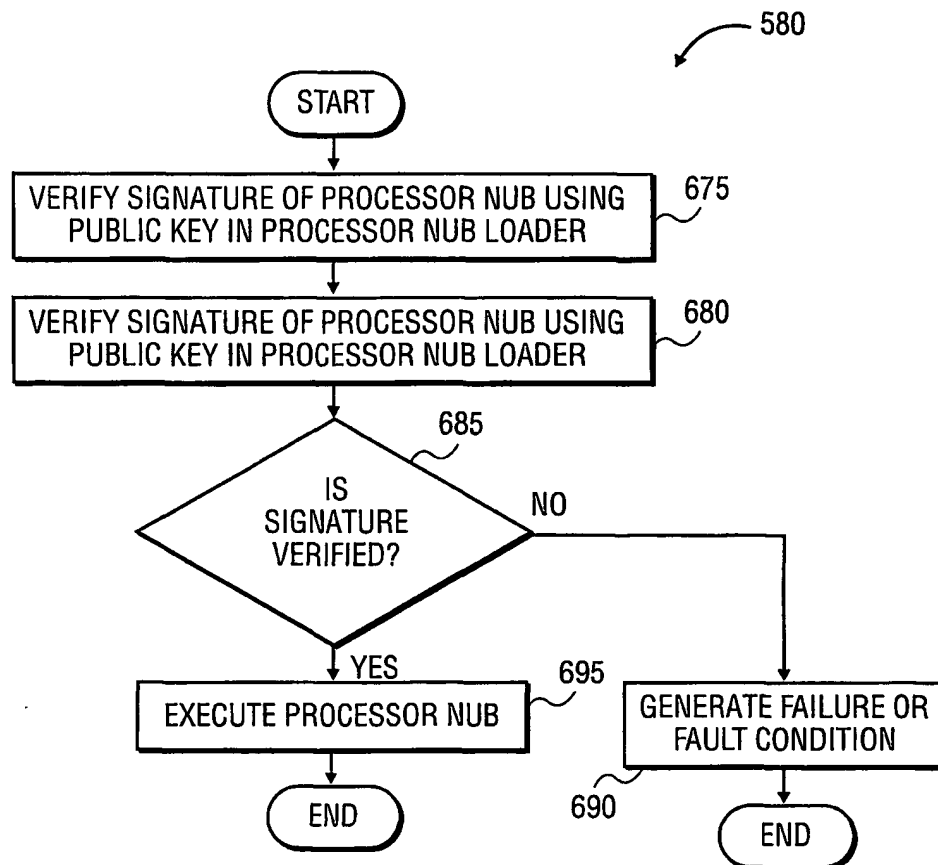 580
START
VERIFY SIGNATURE OF PROCESSOR NUB USING
PUBLIC KEY IN PROCESSOR NUB LOADER
675
VERIFY SIGNATURE OF PROCESSOR NUB USING
PUBLIC KEY IN PROCESSOR NUB LOADER
680
685
IS
SIGNATURE
VERIFIED?
NO
YES
695
EXECUTE PROCESSOR NUB
GENERATE FAILURE OR
FAULT CONDITION
690
END
END